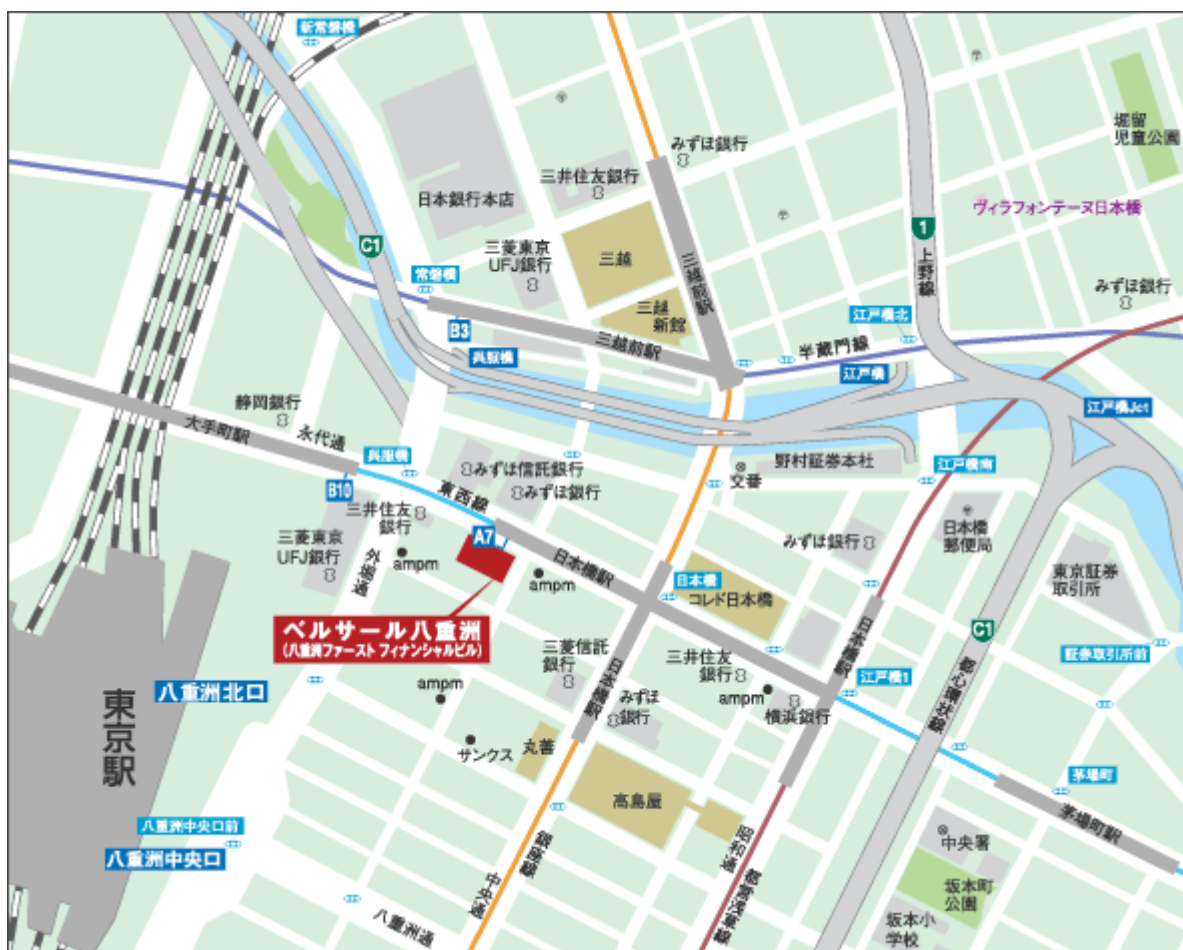 新常盤橋
堀留
児童公園
みずほ銀行
三井住友銀行
日本銀行本店
ヴィラフォンテーヌ日本橋
C1
1
上野線
三菱東京
UFJ銀行
三越
三越前駅
常盤橋
みずほ銀行
三越
新館
江戸橋北
B3
呉服橋
三越前駅
半蔵門線
江戸橋
江戸橋Jct
静岡銀行
大手町駅
永代通
呉服橋
みずほ信託銀行
野村証券本社
江戸橋南
交番
B10
東西線
みずほ銀行
三井住友
銀行
日本橋
郵便局
三菱東京
UFJ銀行
外堀通
A7
みずほ銀行
ampm
日本橋駅
ampm
日本橋
コレド日本橋
東京証券
取引所
ベルサール八重洲
(八重洲ファースト フィナンシャルビル)
C1
日本橋駅
証券取引所前
三菱信託
銀行
三井住友
銀行
日本橋駅
江戸橋1
都心環状線
八重洲北口
ampm
みずほ
銀行
ampm
横浜銀行
東京駅
サンクス
丸善
茅場町
高島屋
茅場町駅
八重洲中央口前
八重洲中央口
銀座線
昭和通
中央署
中央通
都営浅草線
坂本町
公園
八重洲通
坂本小
学校